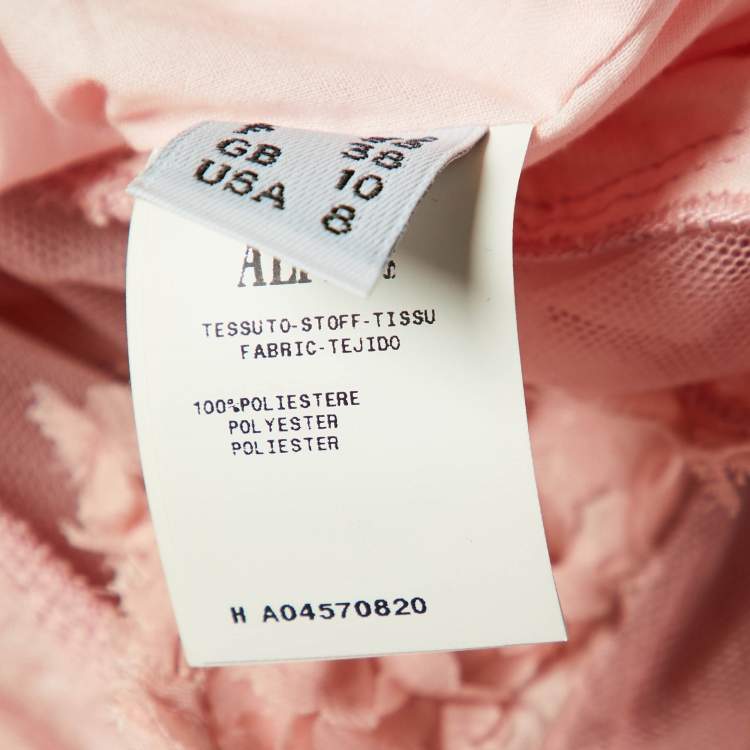 GB 38
USA 10
8
TESSUTO-STOFF-TISSU
FABRIC-TEJIDO
100%POLIESTERE
POLYESTER
POLIESTER
H A04570820